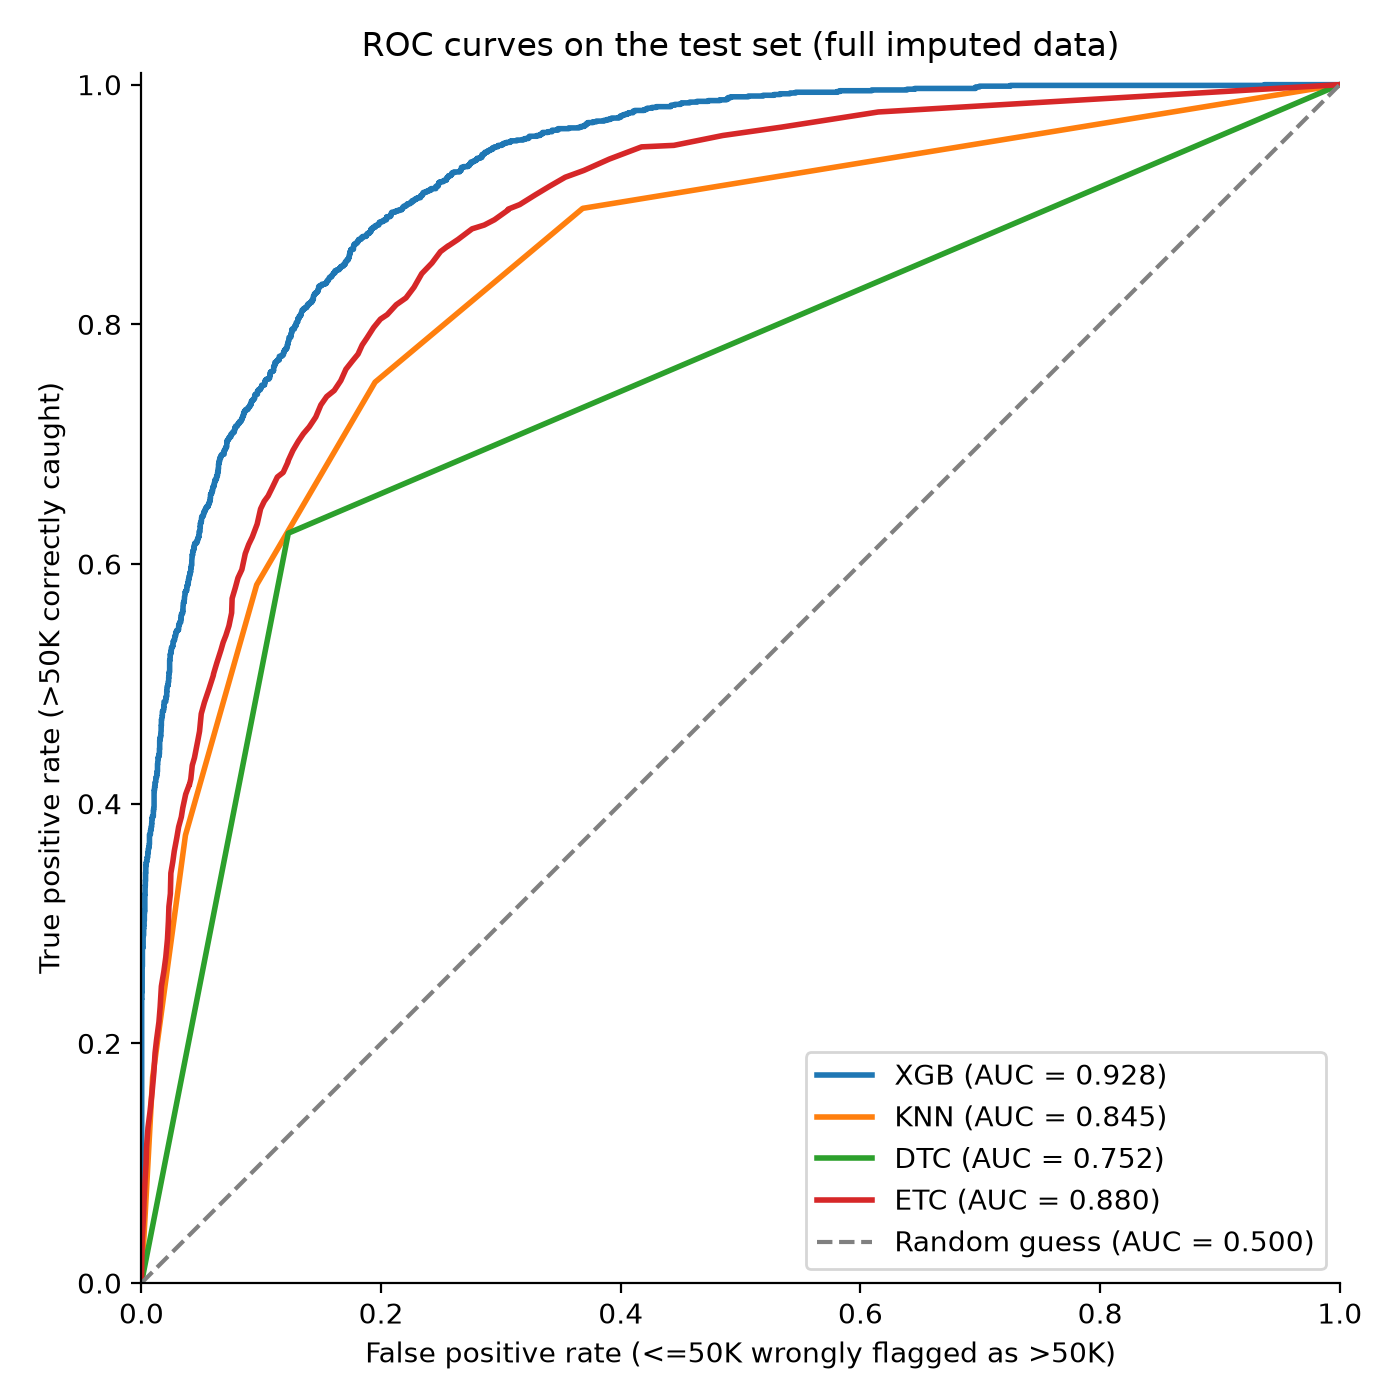 ROC curves on the test set (full imputed data)
1.0
0.8
0.6
0.4
0.2
0.0
True positive rate (>50K correctly caught)
XGB (AUC = 0.928)
KNN (AUC = 0.845)
DTC (AUC = 0.752)
ETC (AUC = 0.880)
Random guess (AUC = 0.500)
0.0 0.2 0.4 0.6 0.8 1.0
False positive rate (<=50K wrongly flagged as >50K)